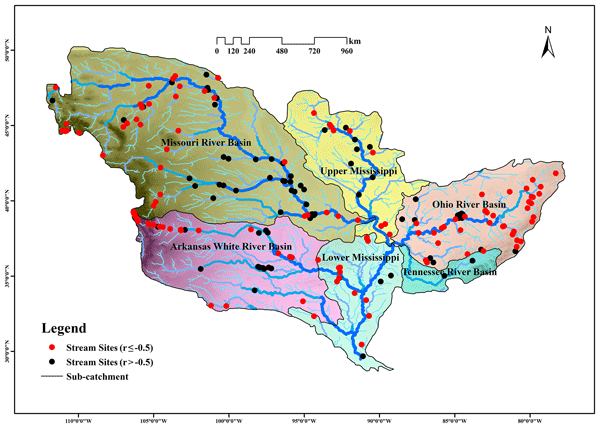 km
0 120 240 480 720 960
N
50°0'0"N
45°0'0"N
40°0'0"N
35°0'0"N
30°0'0"N
Missouri River Basin
Upper Mississippi
Ohio River Basin
Arkansas White River Basin
Lower Mississippi
Tennessee River Basin
Legend
Stream Sites (r≤-0.5)
Stream Sites (r>-0.5)
Sub-catchment
110°0'0"W 105°0'0"W 100°0'0"W 95°0'0"W 90°0'0"W 85°0'0"W 80°0'0"W